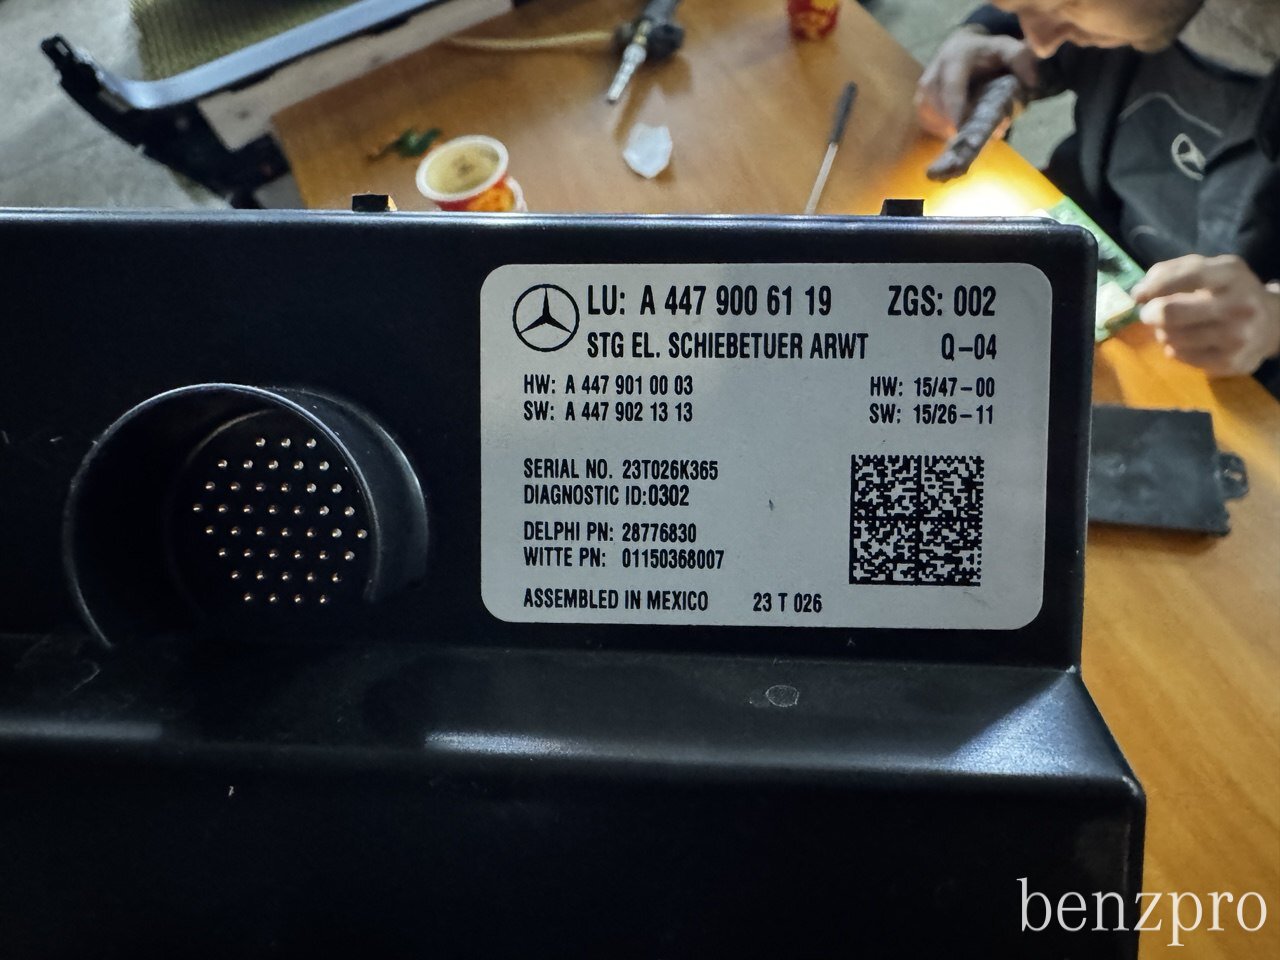 LU: A 447 900 61 19 ZGS: 002
STG EL. SCHIEBETUER ARWT Q-04
HW: A 447 901 00 03 HW: 15/47-00
SW: A 447 902 13 13 SW: 15/26-11
SERIAL NO. 23T026K365
DIAGNOSTIC ID:0302
DELPHI PN: 28776830
WITTE PN: 01150368007
ASSEMBLED IN MEXICO 23 T 026
benzpro